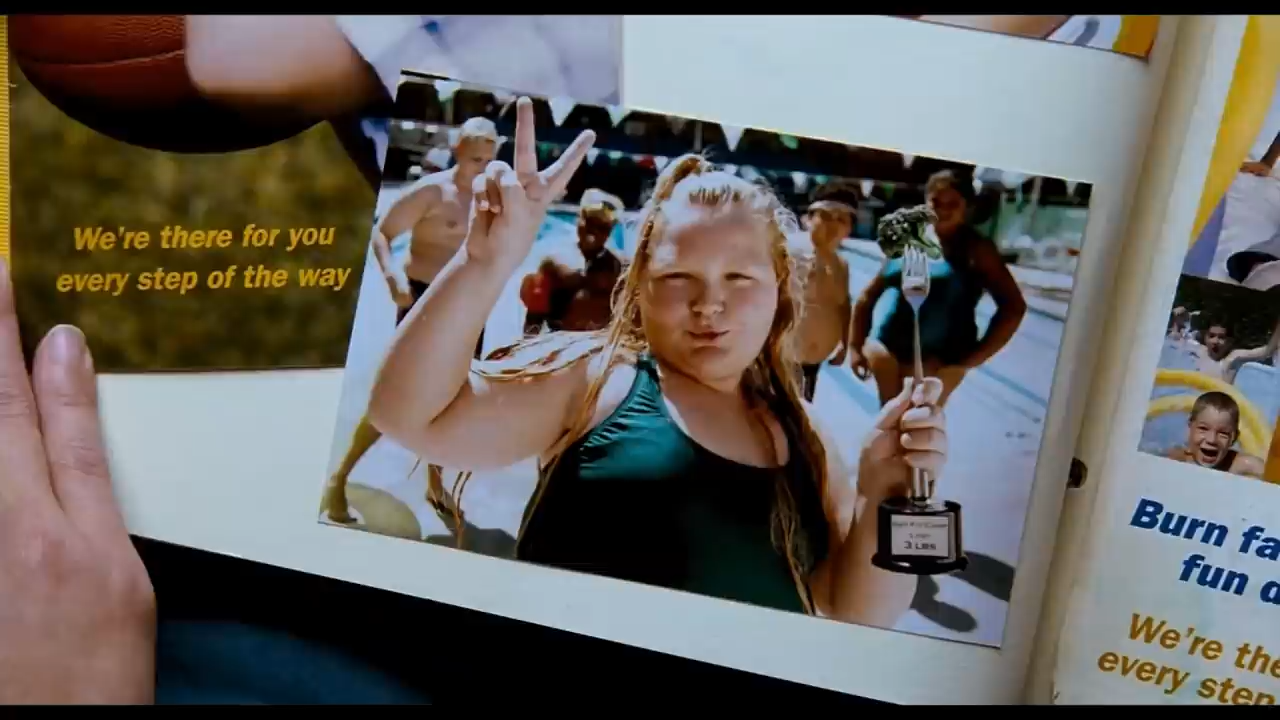 We're there for you
every step of the way
3 LBS
Burn fa
fun d
We're the
every step